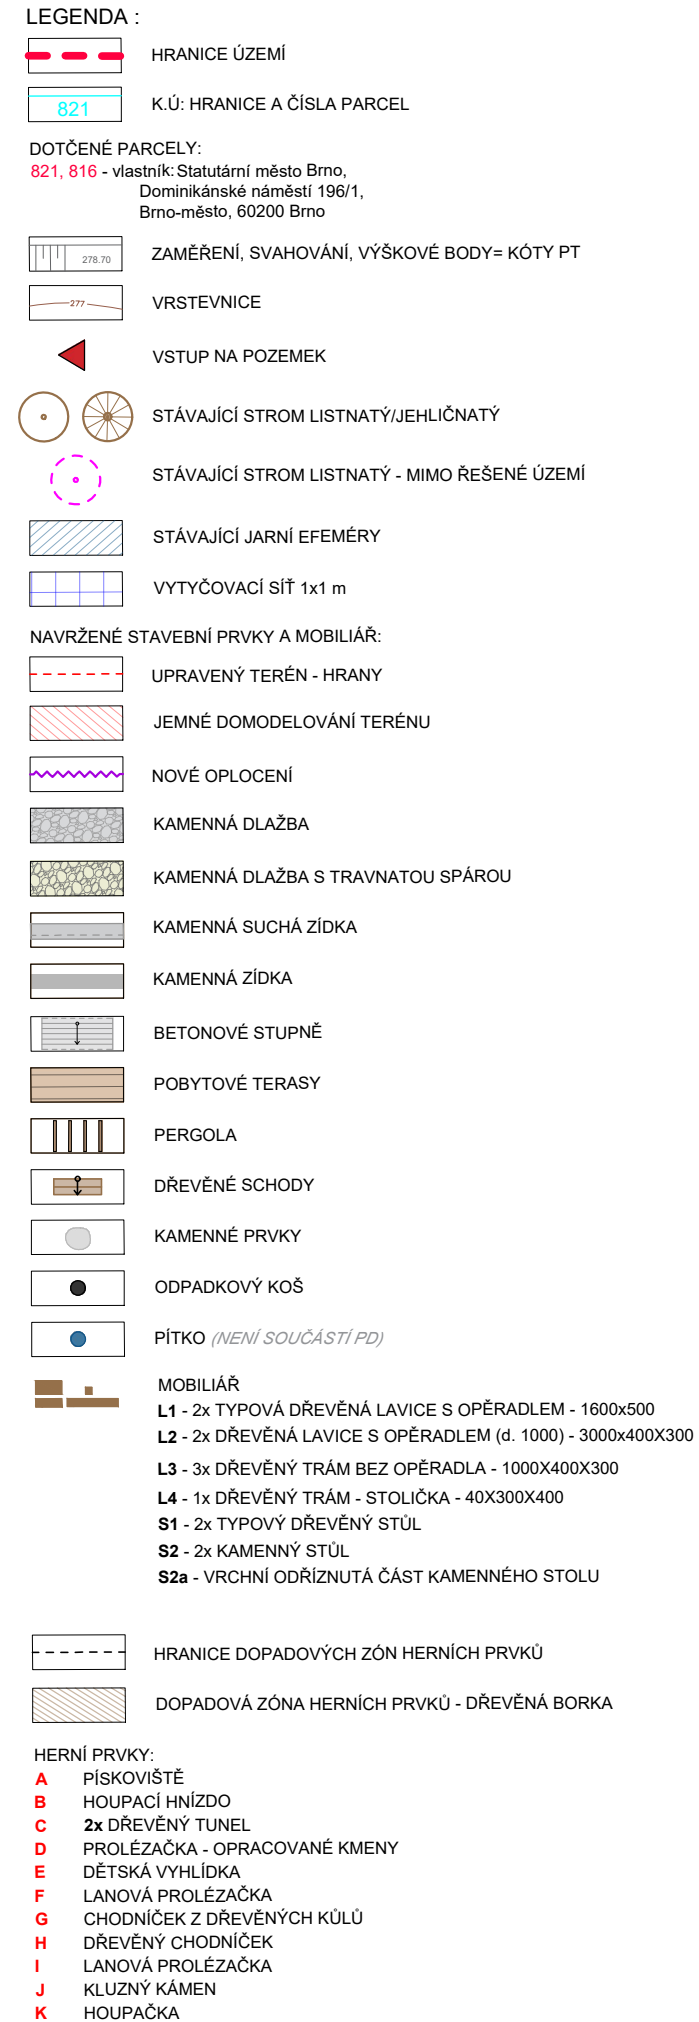 LEGENDA :
HRANICE ÚZEMÍ
821 K.Ú: HRANICE A ČÍSLA PARCEL
DOTČENÉ PARCELY:
821, 816 - vlastník: Statutární město Brno,
Dominikánské náměstí 196/1,
Brno-město, 60200 Brno
278.70 ZAMĚŘENÍ, SVAHOVÁNÍ, VÝŠKOVÉ BODY= KÓTY PT
277 VRSTEVNICE
VSTUP NA POZEMEK
STÁVAJÍCÍ STROM LISTNATÝ/JEHLIČNATÝ
STÁVAJÍCÍ STROM LISTNATÝ - MIMO ŘEŠENÉ ÚZEMÍ
STÁVAJÍCÍ JARNÍ EFEMÉRY
VYTYČOVACÍ SÍŤ 1x1 m
NAVRŽENÉ STAVEBNÍ PRVKY A MOBILIÁŘ:
UPRAVENÝ TERÉN - HRANY
JEMNÉ DOMODELOVÁNÍ TERÉNU
NOVÉ OPLOCENÍ
KAMENNÁ DLAŽBA
KAMENNÁ DLAŽBA S TRAVNATOU SPÁROU
KAMENNÁ SUCHÁ ZÍDKA
KAMENNÁ ZÍDKA
BETONOVÉ STUPNĚ
POBYTOVÉ TERASY
PERGOLA
DŘEVĚNÉ SCHODY
KAMENNÉ PRVKY
ODPADKOVÝ KOŠ
PÍTKO (NENÍ SOUČÁSTÍ PD)
MOBILIÁŘ
L1 - 2x TYPOVÁ DŘEVĚNÁ LAVICE S OPĚRADLEM - 1600x500
L2 - 2x DŘEVĚNÁ LAVICE S OPĚRADLEM (d. 1000) - 3000x400X300
L3 - 3x DŘEVĚNÝ TRÁM BEZ OPĚRADLA - 1000X400X300
L4 - 1x DŘEVĚNÝ TRÁM - STOLIČKA - 40X300X400
S1 - 2x TYPOVÝ DŘEVĚNÝ STŮL
S2 - 2x KAMENNÝ STŮL
S2a - VRCHNÍ ODŘÍZNUTÁ ČÁST KAMENNÉHO STOLU
HRANICE DOPADOVÝCH ZÓN HERNÍCH PRVKŮ
DOPADOVÁ ZÓNA HERNÍCH PRVKŮ - DŘEVĚNÁ BORKA
HERNÍ PRVKY:
A PÍSKOVIŠTĚ
B HOUPACÍ HNÍZDO
C 2x DŘEVĚNÝ TUNEL
D PROLÉZAČKA - OPRACOVANÉ KMENY
E DĚTSKÁ VYHLÍDKA
F LANOVÁ PROLÉZAČKA
G CHODNÍČEK Z DŘEVĚNÝCH KŮLŮ
H DŘEVĚNÝ CHODNÍČEK
I LANOVÁ PROLÉZAČKA
J KLUZNÝ KÁMEN
K HOUPAČKA